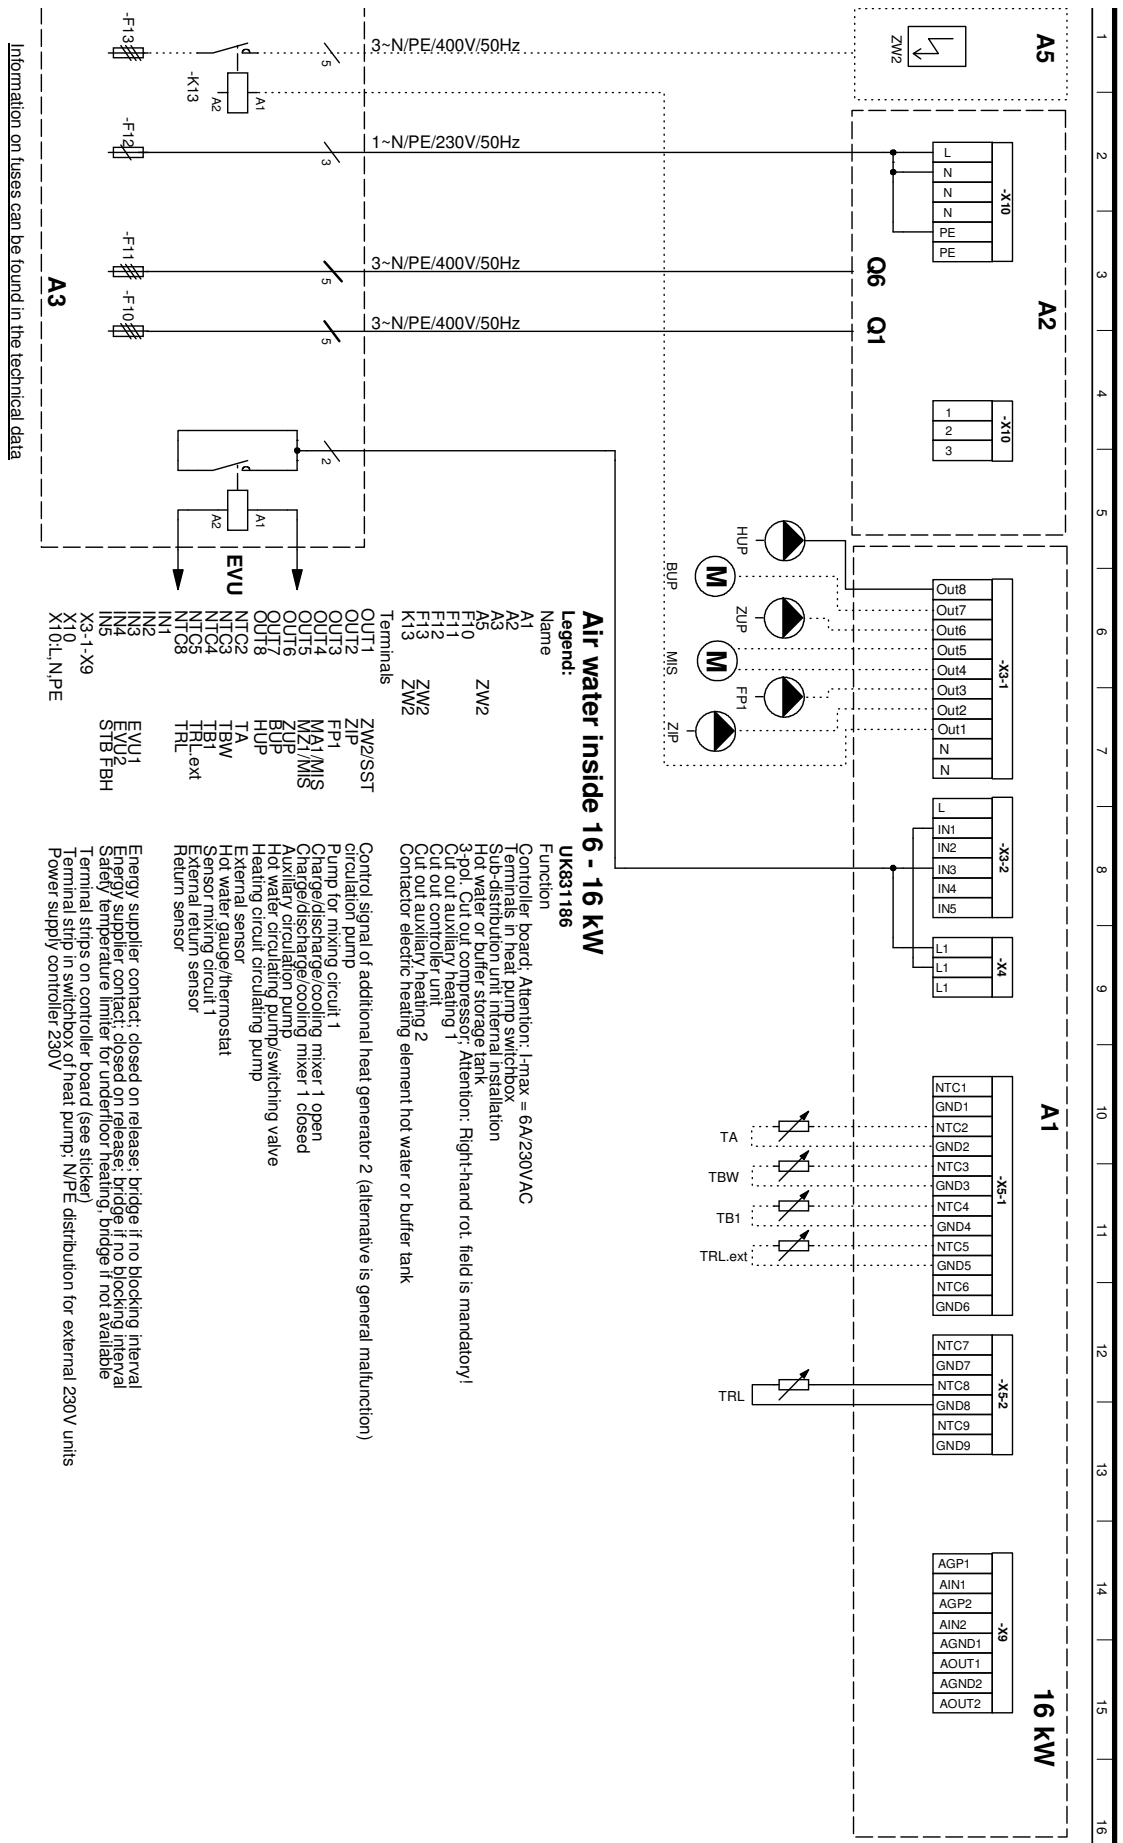 1
2
3
4
5
6
7
8
9
10
11
12
13
14
15
16
A5
A2
A1
16 kW
ZW2
-X10
L
N
N
N
PE
PE
-X10
1
2
3
-X3-1
Out8
Out7
Out6
Out5
Out4
Out3
Out2
Out1
N
N
-X3-2
L
IN1
IN2
IN3
IN4
IN5
-X4
L1
L1
L1
-X5-1
NTC1
GND1
NTC2
GND2
NTC3
GND3
NTC4
GND4
NTC5
GND5
NTC6
GND6
-X5-2
NTC7
GND7
NTC8
GND8
NTC9
GND9
-X9
AGP1
AIN1
AGP2
AIN2
AGND1
AOUT1
AGND2
AOUT2
Q6
Q1
HUP
M
BUP
ZUP
M
MIS
FP1
ZIP
TA
TBW
TB1
TRL.ext
TRL
3~N/PE/400V/50Hz
1~N/PE/230V/50Hz
3~N/PE/400V/50Hz
3~N/PE/400V/50Hz
5
3
5
5
2
-F13
-K13
A1
A2
-F12
-F11
-F10
A1
A2
EVU
A3
Information on fuses can be found in the technical data
Air water inside 16 - 16 kW
Legend: UK831186
Name Function
A1 Controller board; Attention: I-max = 6A/230VAC
A2 Terminals in heat pump switchbox
A3 Sub-distribution unit internal installation
A5 ZW2 Hot water or buffer storage tank
F10 3-pol. Cut out compressor; Attention: Right-hand rot. field is mandatory!
F11 Cut out auxiliary heating 1
F12 Cut out controller unit
F13 ZW2 Cut out auxiliary heating 2
K13 ZW2 Contactor electric heating element hot water or buffer tank
Terminals
OUT1 ZW2/SST Control signal of additional heat generator 2 (alternative is general malfunction)
OUT2 ZIP circulation pump
OUT3 FP1 Pump for mixing circuit 1
OUT4 MA1/MIS Charge/discharge/cooling mixer 1 open
OUT5 MZ1/MIS Charge/discharge/cooling mixer 1 closed
OUT6 ZUP Auxiliary circulation pump
OUT7 BUP Hot water circulating pump/switching valve
OUT8 HUP Heating circuit circulating pump
NTC2 TA External sensor
NTC3 TBW Hot water gauge/thermostat
NTC4 TB1 Sensor mixing circuit 1
NTC5 TRL.ext External return sensor
NTC8 TRL Return sensor
IN1
IN2
IN3 EVU1 Energy supplier contact; closed on release; bridge if no blocking interval
IN4 EVU2 Energy supplier contact; closed on release; bridge if no blocking interval
IN5 STB FBH Safety temperature limiter for underfloor heating; bridge if not available
X3-1-X9 Terminal strips on controller board (see sticker)
X10 Terminal strip in switchbox of heat pump; N/PE distribution for external 230V units
X10:L,N,PE Power supply controller 230V